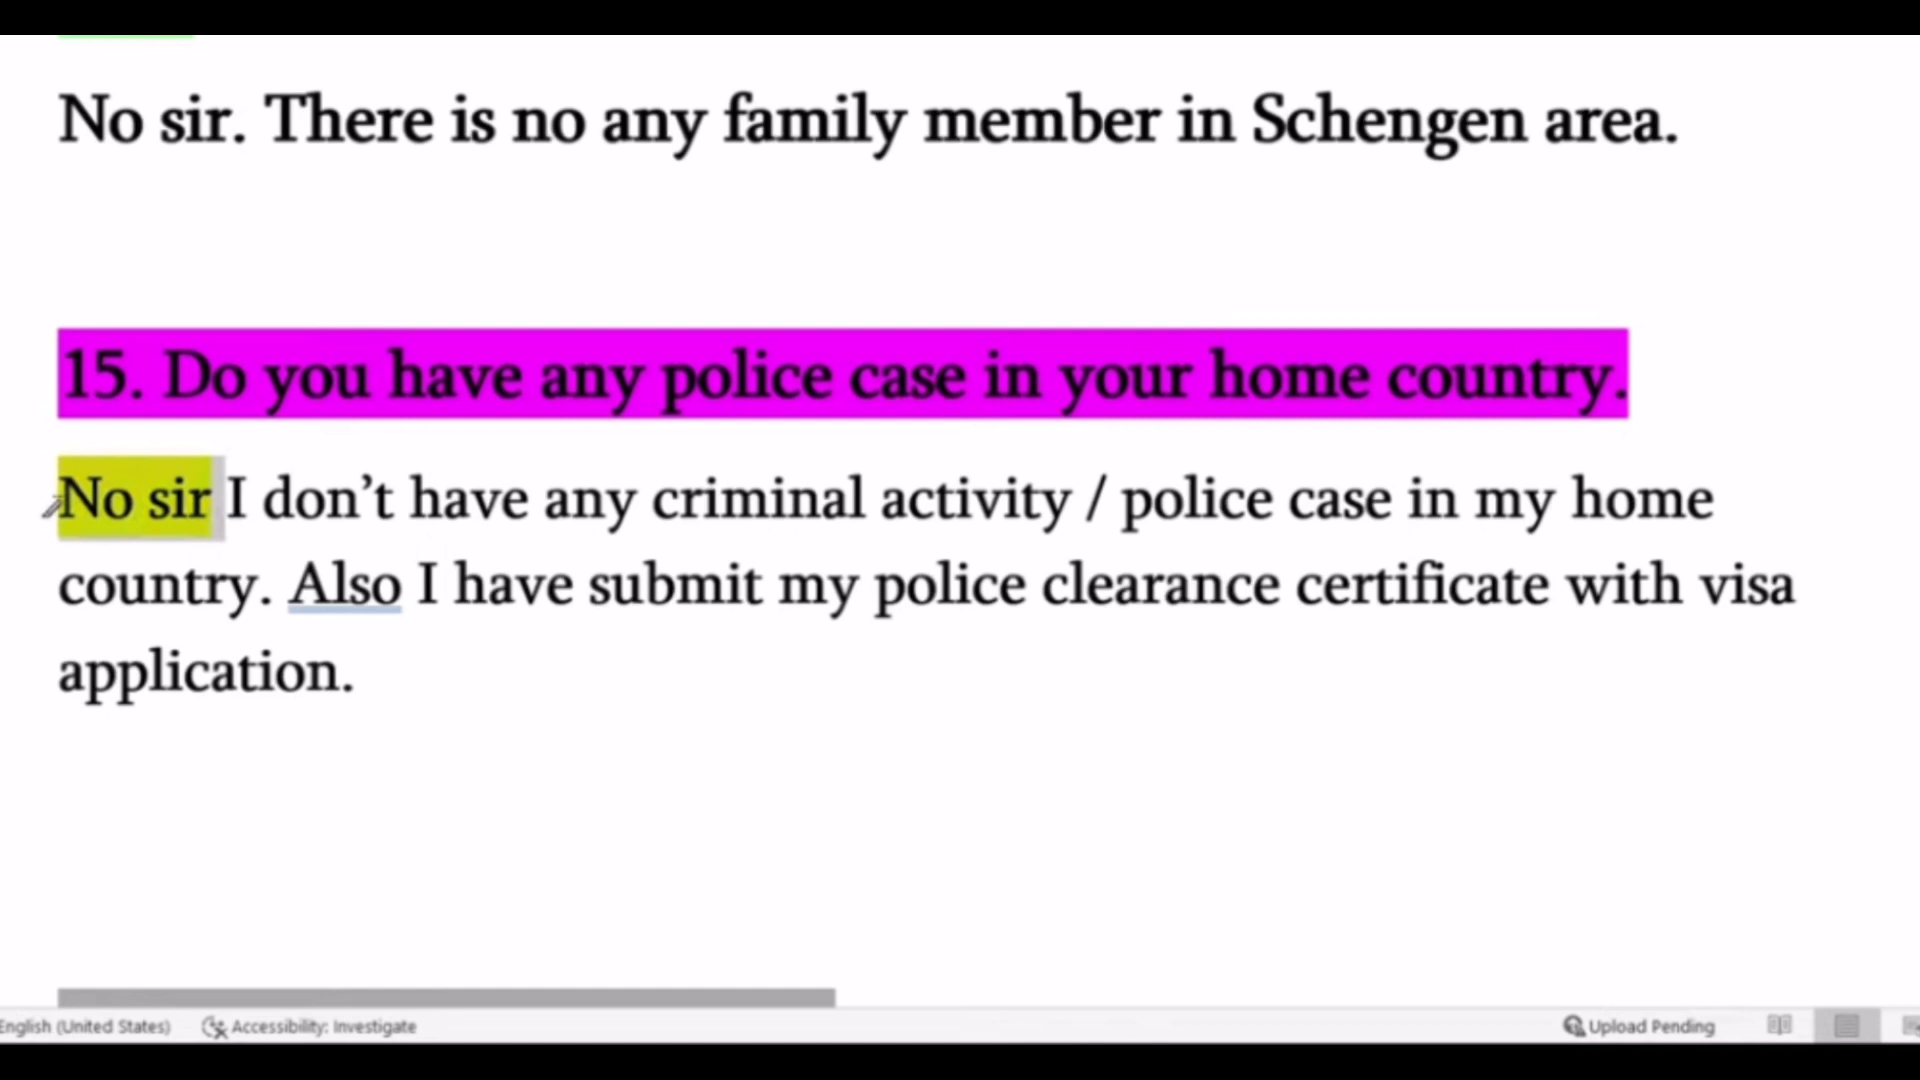 No sir. There is no any family member in Schengen area.
15. Do you have any police case in your home country.
No sir I don’t have any criminal activity / police case in my home
country. Also I have submit my police clearance certificate with visa
application.
English (United States) Accessibility: Investigate Upload Pending